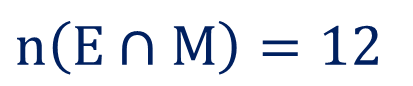 n(E ∩ M) = 12